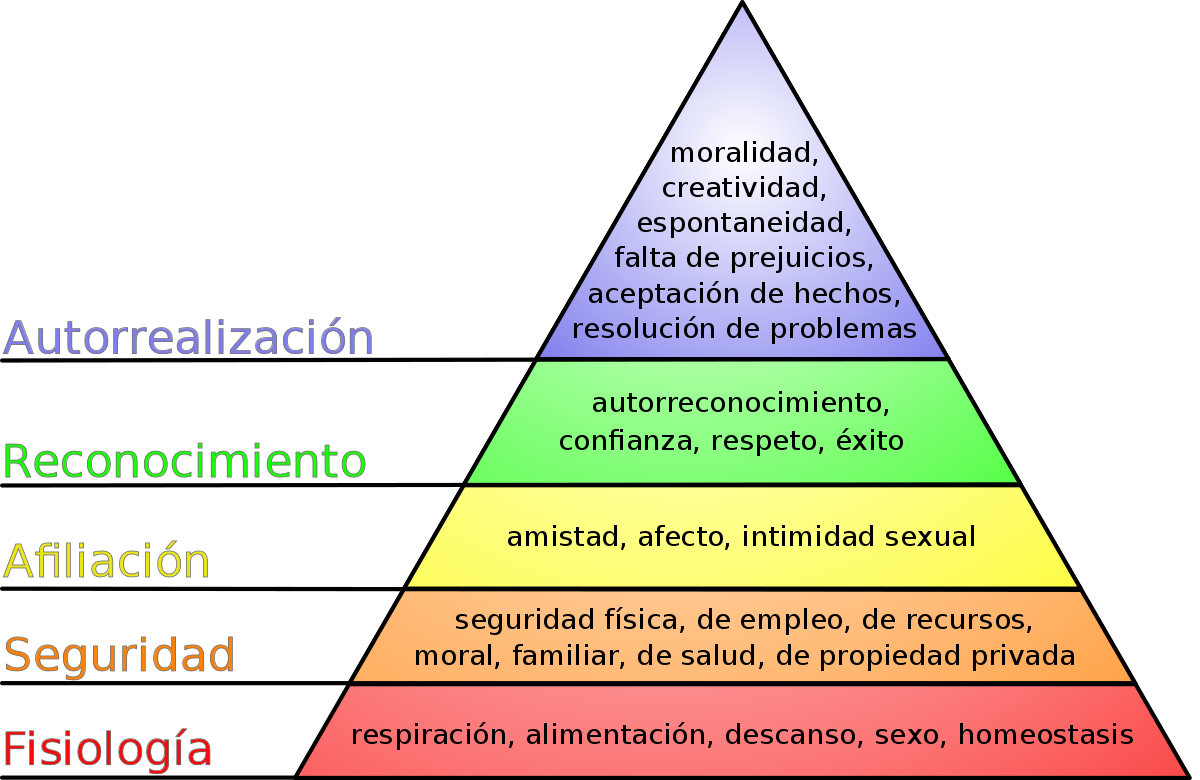 moralidad,
creatividad,
espontaneidad,
falta de prejuicios,
aceptación de hechos,
resolución de problemas
Autorrealización
autorreconocimiento,
confianza, respeto, éxito
Reconocimiento
amistad, afecto, intimidad sexual
Afiliación
seguridad física, de empleo, de recursos,
moral, familiar, de salud, de propiedad privada
Seguridad
respiración, alimentación, descanso, sexo, homeostasis
Fisiología